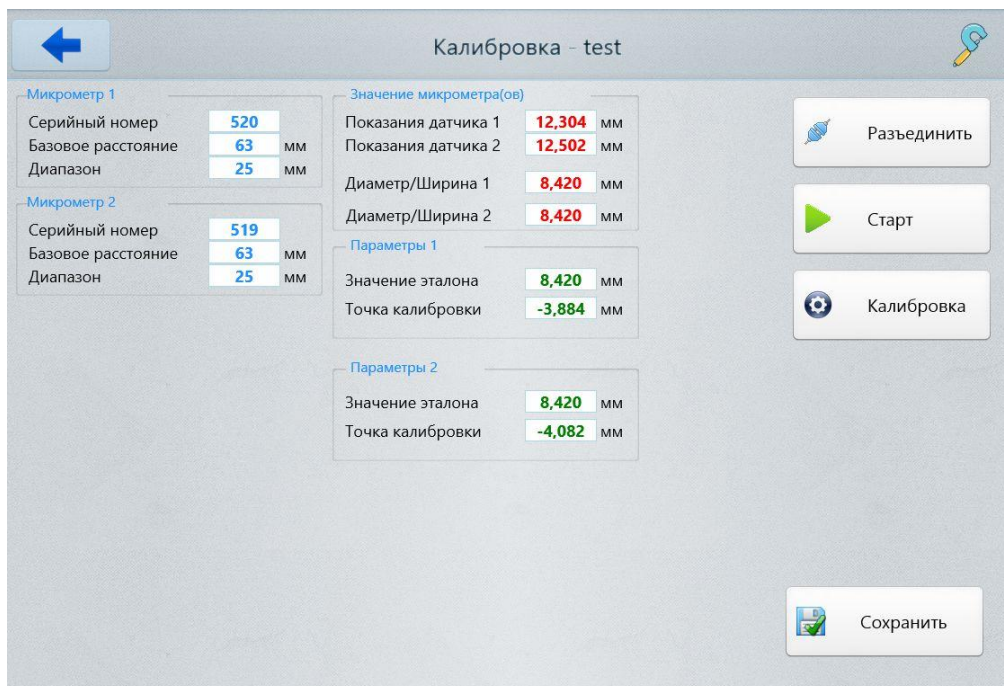 Калибровка - test
Микрометр 1
Серийный номер 520
Базовое расстояние 63 мм
Диапазон 25 мм
Микрометр 2
Серийный номер 519
Базовое расстояние 63 мм
Диапазон 25 мм
Значение микрометра(ов)
Показания датчика 1 12,304 мм
Показания датчика 2 12,502 мм
Диаметр/Ширина 1 8,420 мм
Диаметр/Ширина 2 8,420 мм
Параметры 1
Значение эталона 8,420 мм
Точка калибровки -3,884 мм
Параметры 2
Значение эталона 8,420 мм
Точка калибровки -4,082 мм
Разъединить
Старт
Калибровка
Сохранить